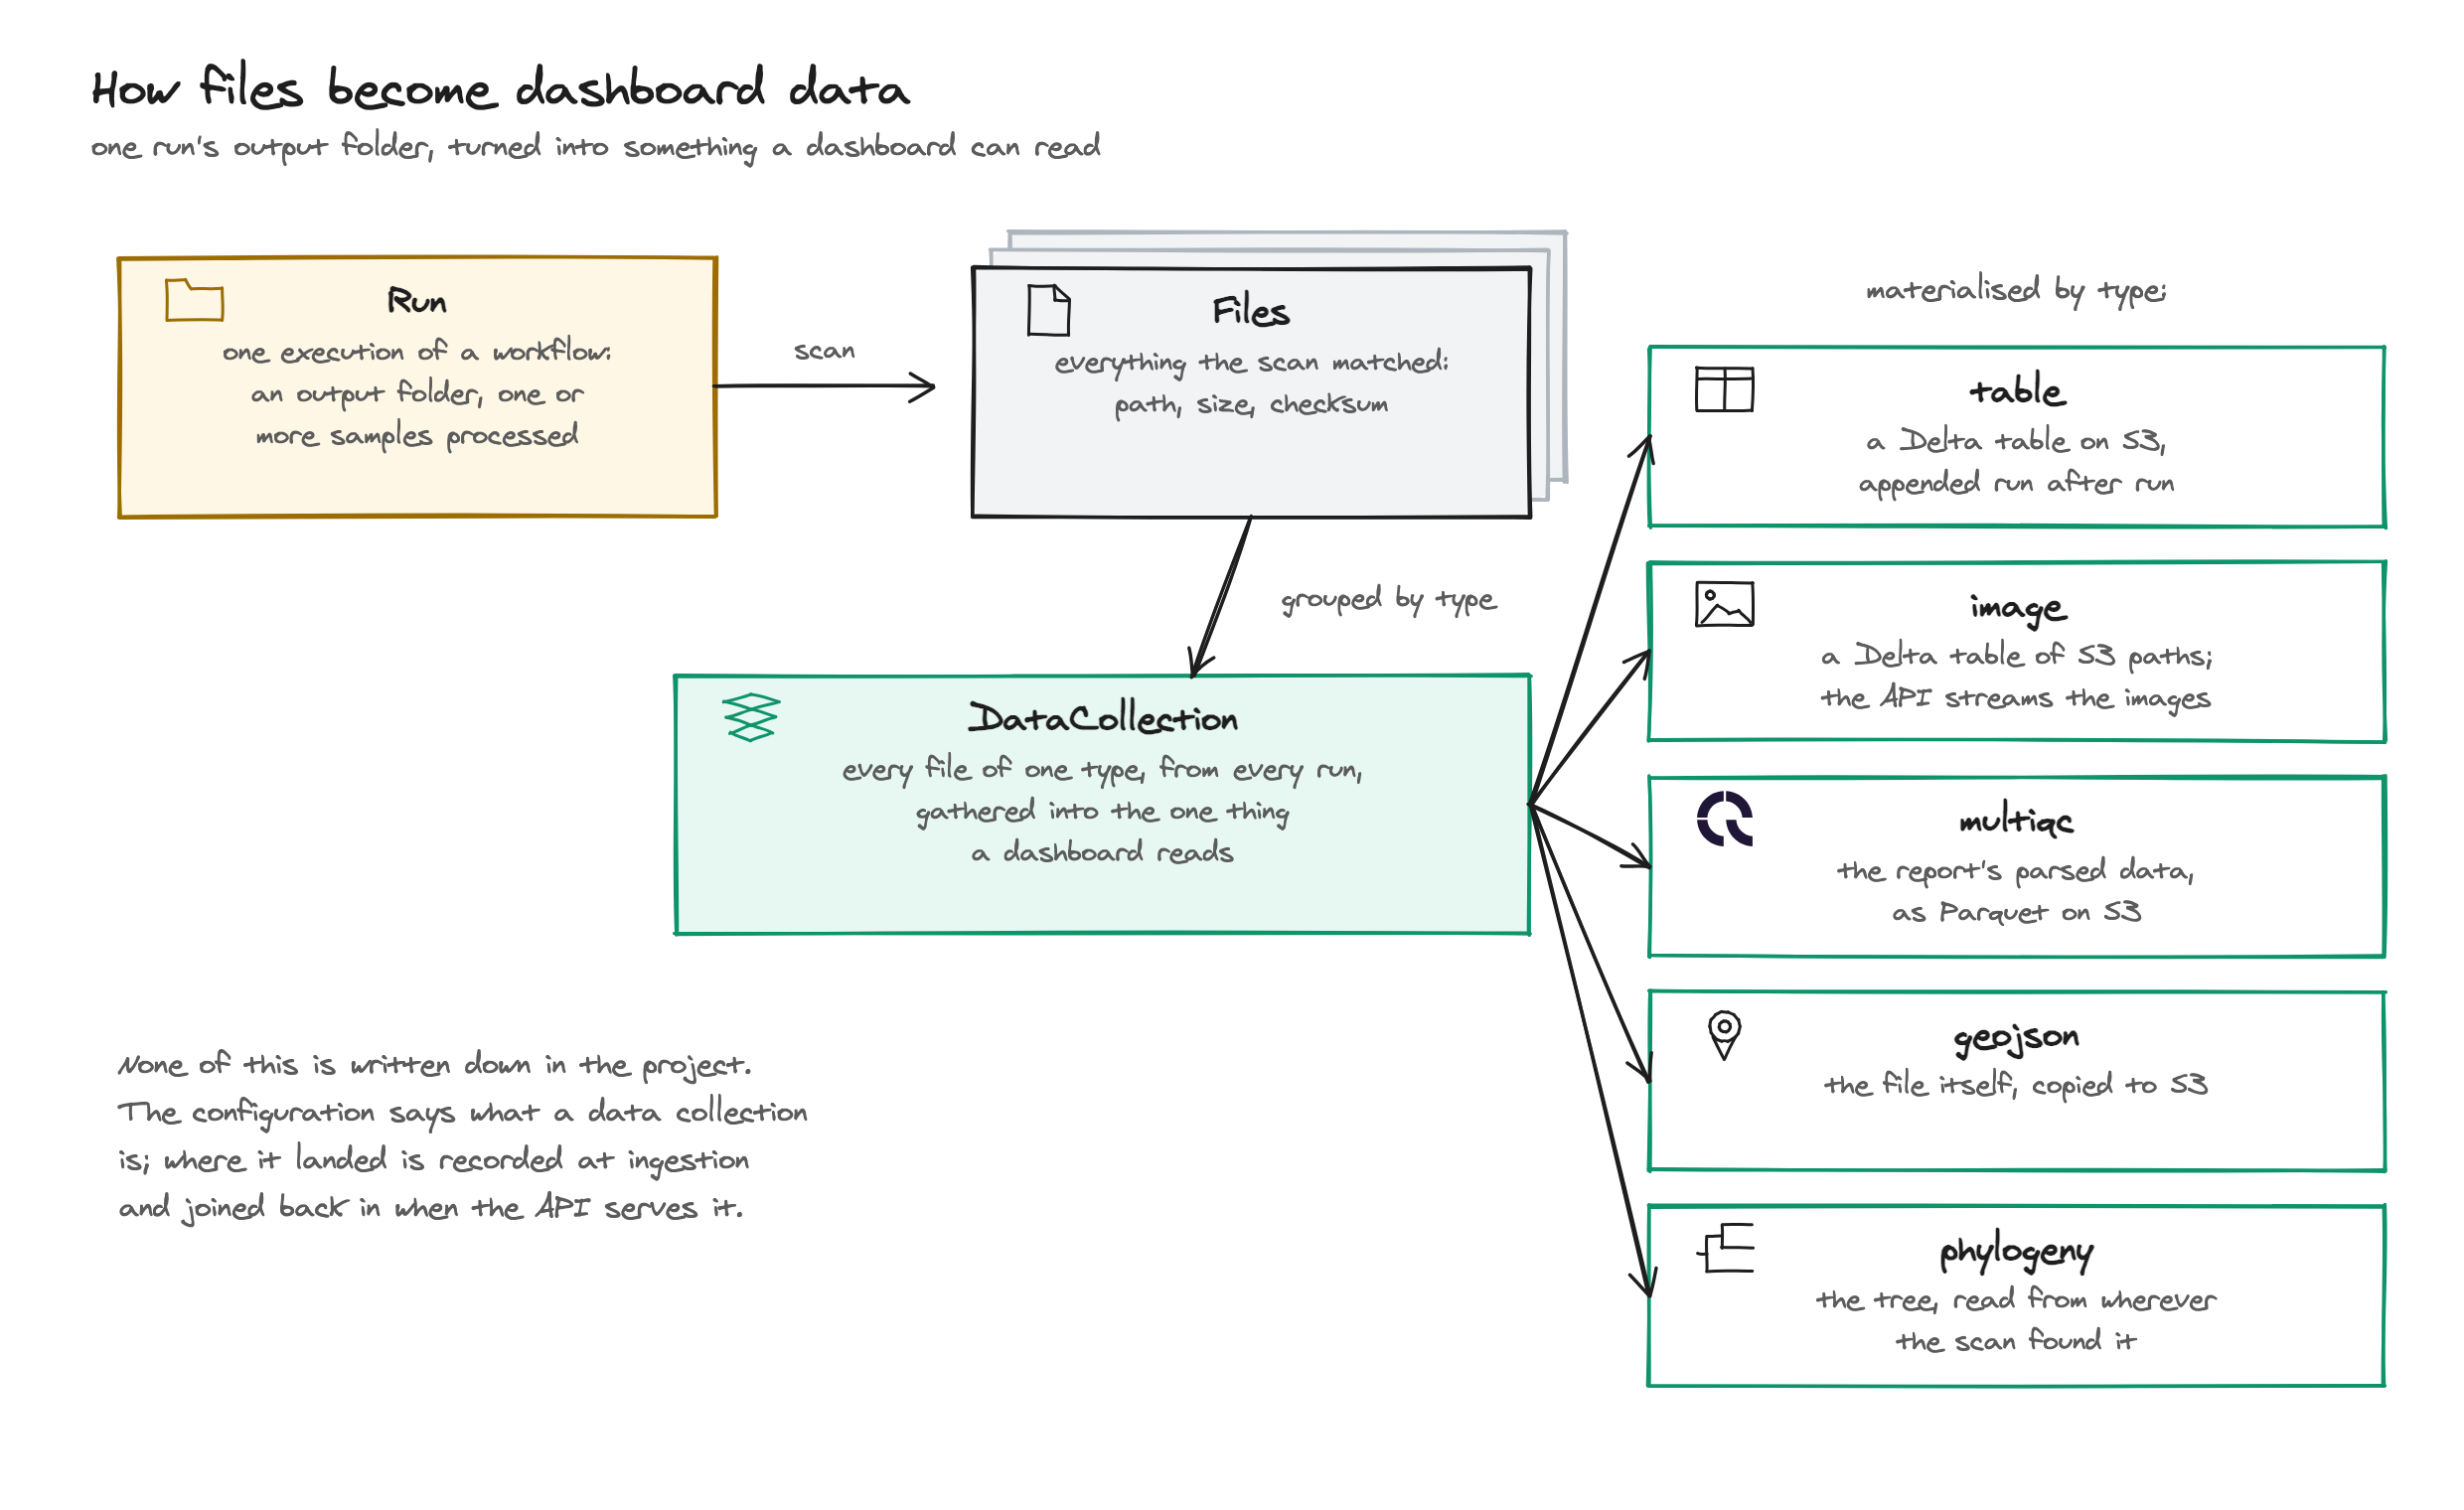 How files become dashboard data
one run's output folder, turned into something a dashboard can read
Run
one execution of a workflow:
an output folder, one or
more samples processed
scan
Files
everything the scan matched:
path, size, checksum
grouped by type
DataCollection
every file of one type, from every run,
gathered into the one thing
a dashboard reads
materialised by type:
table
a Delta table on S3,
appended run after run
image
a Delta table of S3 paths;
the API streams the images
multiqc
the report's parsed data,
as Parquet on S3
geojson
the file itself, copied to S3
phylogeny
the tree, read from wherever
the scan found it
None of this is written down in the project.
The configuration says what a data collection
is; where it landed is recorded at ingestion
and joined back in when the API serves it.